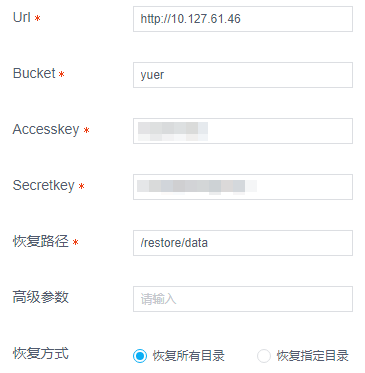 Url * http://10.127.61.46
Bucket * yuer
Accesskey *
Secretkey *
恢复路径 * /restore/data
高级参数 请输入
恢复方式 恢复所有目录 恢复指定目录